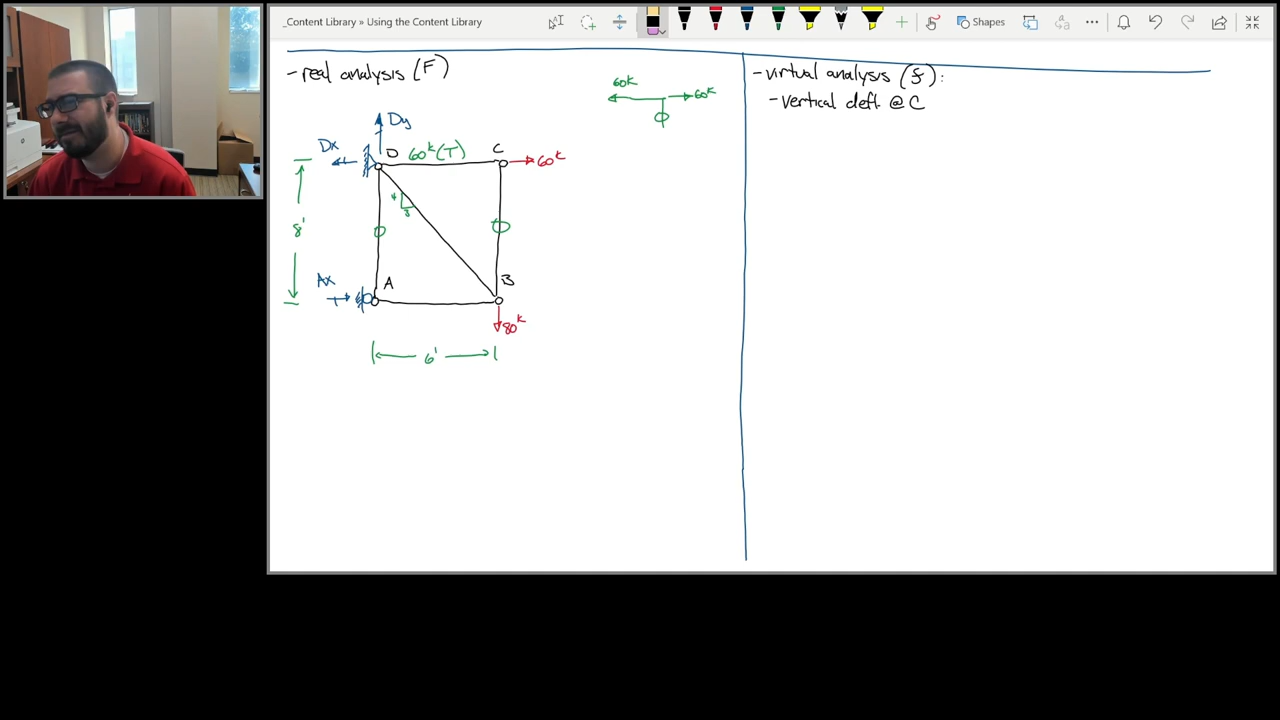 _Content Library » Using the Content Library
Shapes
- real analysis (F)
60k
60k
0
Dy
Dx
D
60k (T)
C
60k
4
3
8'
0
0
Ax
A
B
80k
6'
- virtual analysis (f):
- vertical defl. @ C